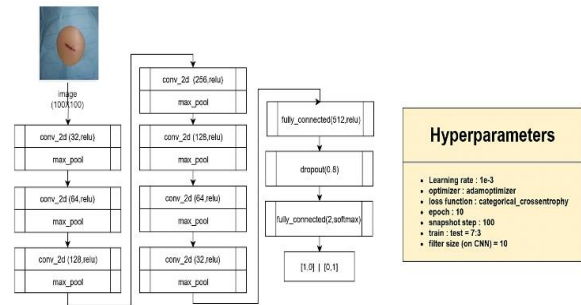 image
(100X100)
conv_2d (32,relu)
max_pool
conv_2d (64,relu)
max_pool
conv_2d (128,relu)
max_pool
conv_2d (256,relu)
max_pool
conv_2d (128,relu)
max_pool
conv_2d (64,relu)
max_pool
conv_2d (32,relu)
max_pool
fully_connected(512,relu)
dropout(0.8)
fully_connected(2,softmax)
[1,0] | [0,1]
Hyperparameters
• Learning rate : 1e-3
• optimizer : adamoptimizer
• loss function : categorical_crossentrophy
• epoch : 10
• snapshot step : 100
• train : test = 7:3
• filter size (on CNN) = 10